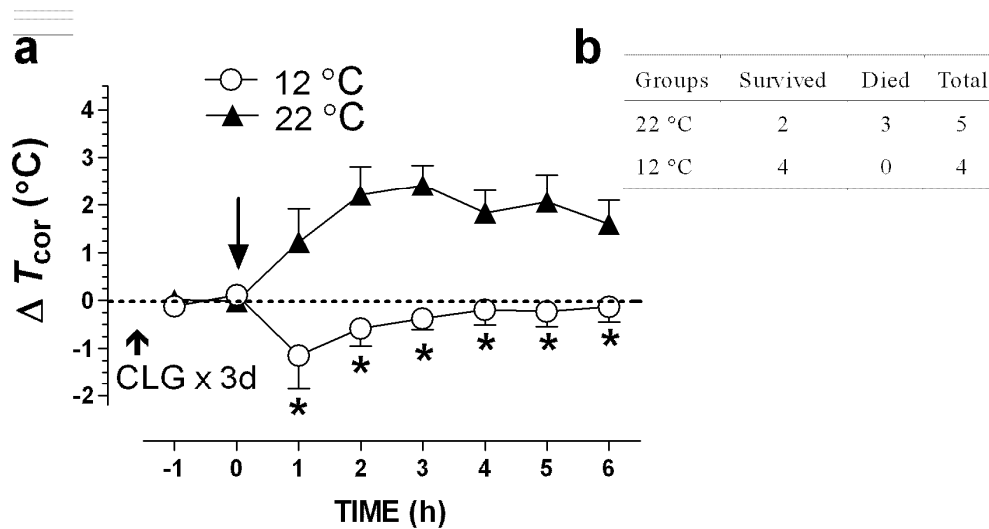 a
12 °C
22 °C
Δ Tcor (°C)
4
3
2
1
0
-1
-2
CLG x 3d
* * * * * *
-1 0 1 2 3 4 5 6
TIME (h)
b
Groups Survived Died Total
22 °C 2 3 5
12 °C 4 0 4